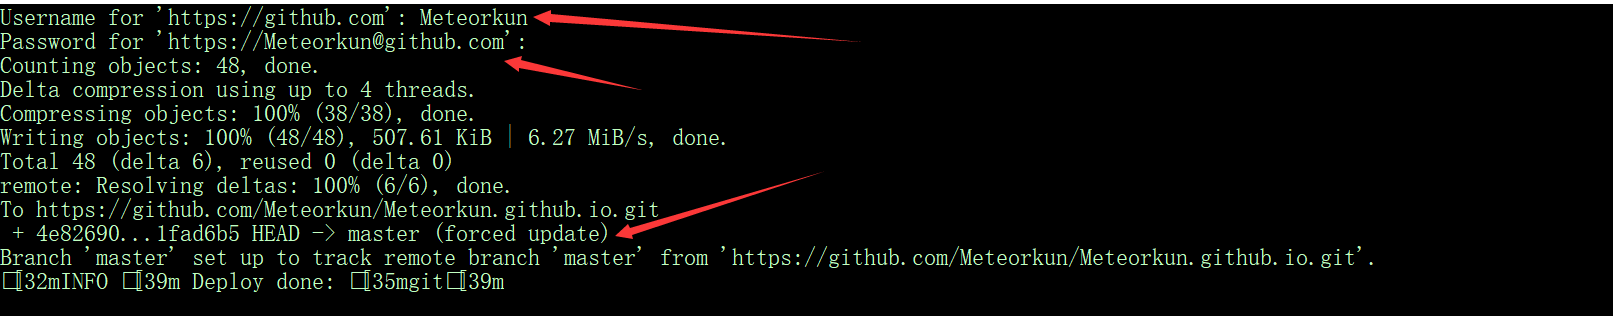 Username for 'https://github.com': Meteorkun
Password for 'https://Meteorkun@github.com':
Counting objects: 48, done.
Delta compression using up to 4 threads.
Compressing objects: 100% (38/38), done.
Writing objects: 100% (48/48), 507.61 KiB | 6.27 MiB/s, done.
Total 48 (delta 6), reused 0 (delta 0)
remote: Resolving deltas: 100% (6/6), done.
To https://github.com/Meteorkun/Meteorkun.github.io.git
 + 4e82690...1fad6b5 HEAD -> master (forced update)
Branch 'master' set up to track remote branch 'master' from 'https://github.com/Meteorkun/Meteorkun.github.io.git'.
[32mINFO [39m Deploy done: [35mgit[39m